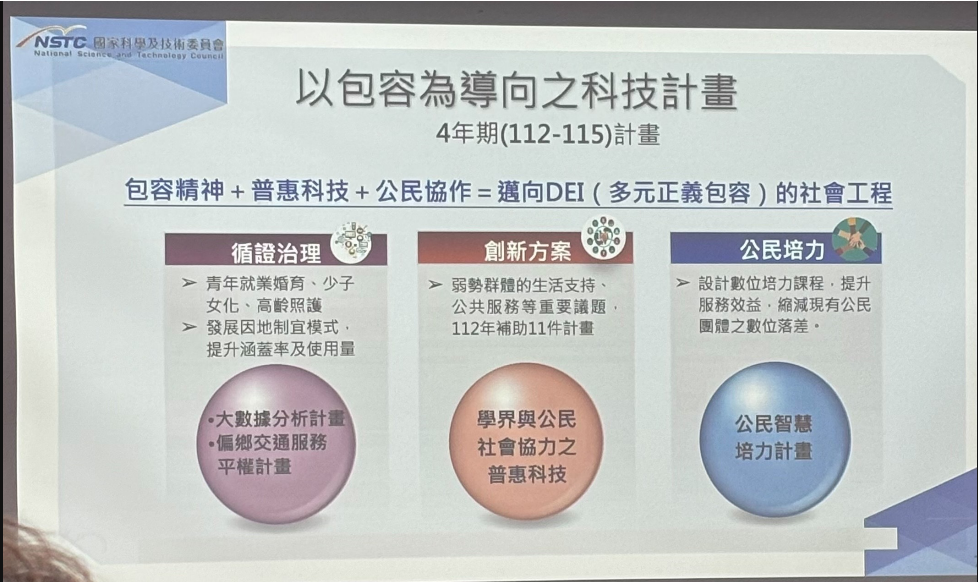 NSTC 國家科學及技術委員會
National Science and Technology Council
以包容為導向之科技計畫
4年期(112-115)計畫
包容精神+普惠科技+公民協作=邁向DEI(多元正義包容)的社會工程
循證治理
➢ 青年就業婚育、少子
女化、高齡照護
➢ 發展因地制宜模式，
提升涵蓋率及使用量
•大數據分析計畫
•偏鄉交通服務
平權計畫
創新方案
➢ 弱勢群體的生活支持、
公共服務等重要議題，
112年補助11件計畫
學界與公民
社會協力之
普惠科技
公民培力
➢ 設計數位培力課程，提升
服務效益，縮減現有公民
團體之數位落差。
公民智慧
培力計畫